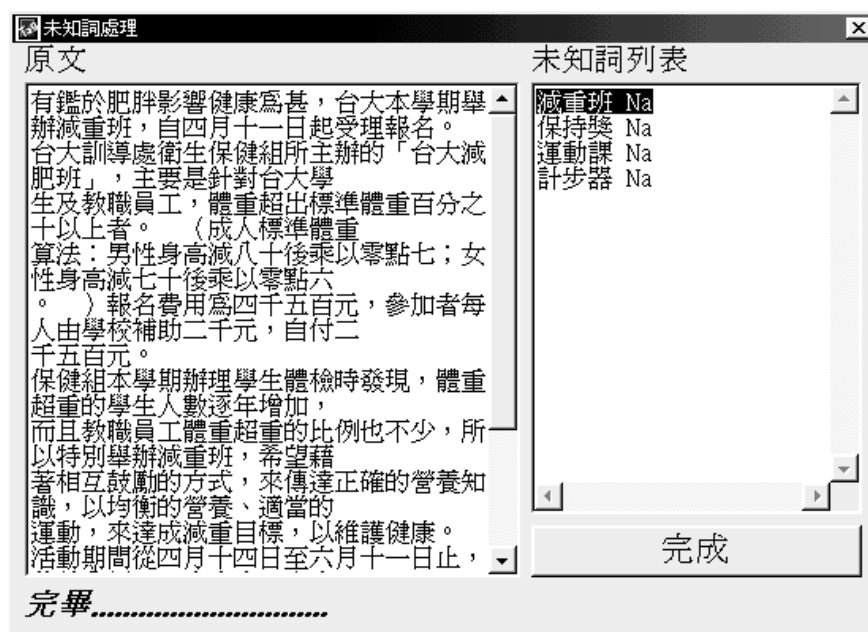 未知詞處理
原文
有鑑於肥胖影響健康為甚，台大本學期舉
辦減重班，自四月十一日起受理報名。
台大訓導處衛生保健組所主辦的「台大減
肥班」，主要是針對台大學
生及教職員工，體重超出標準體重百分之
十以上者。　（成人標準體重
算法：男性身高減八十後乘以零點七；女
性身高減七十後乘以零點六
。　）報名費用為四千五百元，參加者每
人由學校補助二千元，自付二
千五百元。
保健組本學期辦理學生體檢時發現，體重
超重的學生人數逐年增加，
而且教職員工體重超重的比例也不少，所
以特別舉辦減重班，希望藉
著相互鼓勵的方式，來傳達正確的營養知
識，以均衡的營養、適當的
運動，來達成減重目標，以維護健康。
活動期間從四月十四日至六月十一日止，
未知詞列表
減重班 Na
保持獎 Na
運動課 Na
計步器 Na
完成
完畢............................